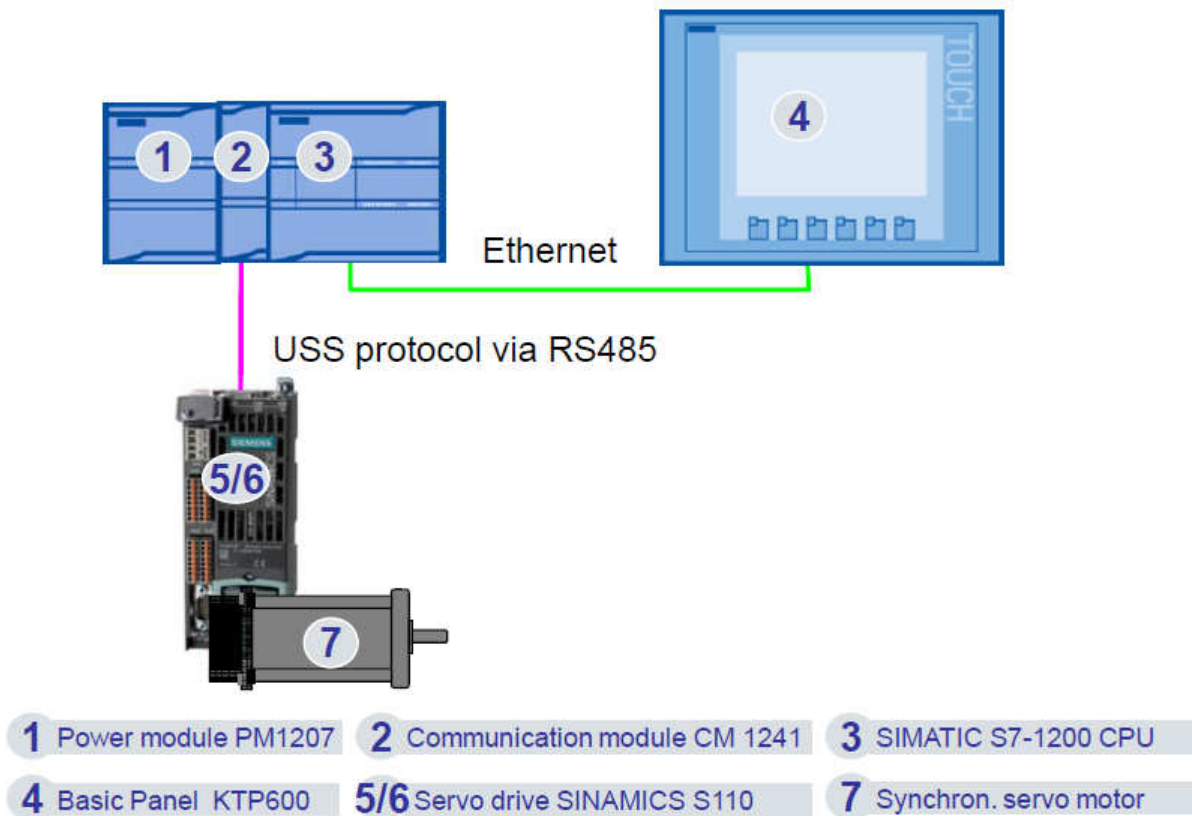 1
2
3
4
TOUCH
Ethernet
USS protocol via RS485
SIEMENS
5/6
7
1 Power module PM1207
2 Communication module CM 1241
3 SIMATIC S7-1200 CPU
4 Basic Panel KTP600
5/6 Servo drive SINAMICS S110
7 Synchron. servo motor